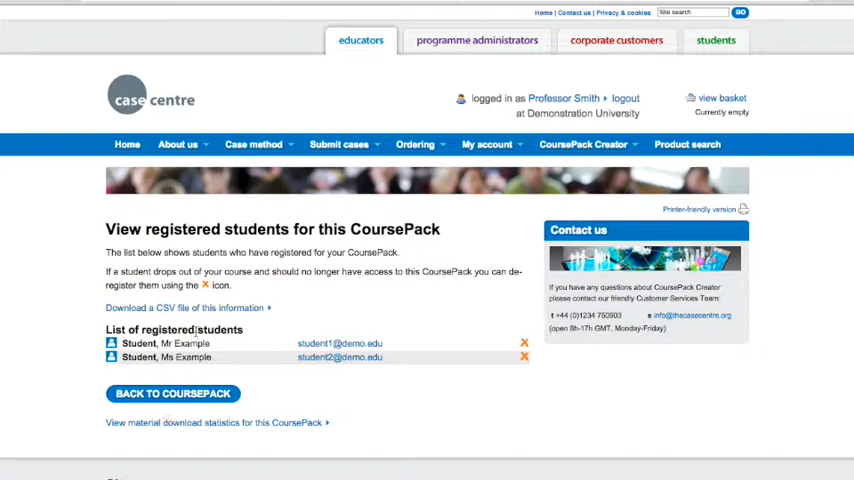 Home | Contact us | Privacy & cookies Site search GO
educators programme administrators corporate customers students
case centre
logged in as Professor Smith logout
at Demonstration University
view basket
Currently empty
Home About us Case method Submit cases Ordering My account CoursePack Creator Product search
Printer-friendly version
View registered students for this CoursePack
The list below shows students who have registered for your CoursePack.
If a student drops out of your course and should no longer have access to this CoursePack you can de-
register them using the X icon.
Download a CSV file of this information
List of registered students
Student, Mr Example student1@demo.edu X
Student, Ms Example student2@demo.edu X
BACK TO COURSEPACK
View material download statistics for this CoursePack
Contact us
If you have any questions about CoursePack Creator
please contact our friendly Customer Services Team:
t +44 (0)1234 750903 e info@thecasecentre.org
(open 8h-17h GMT, Monday-Friday)